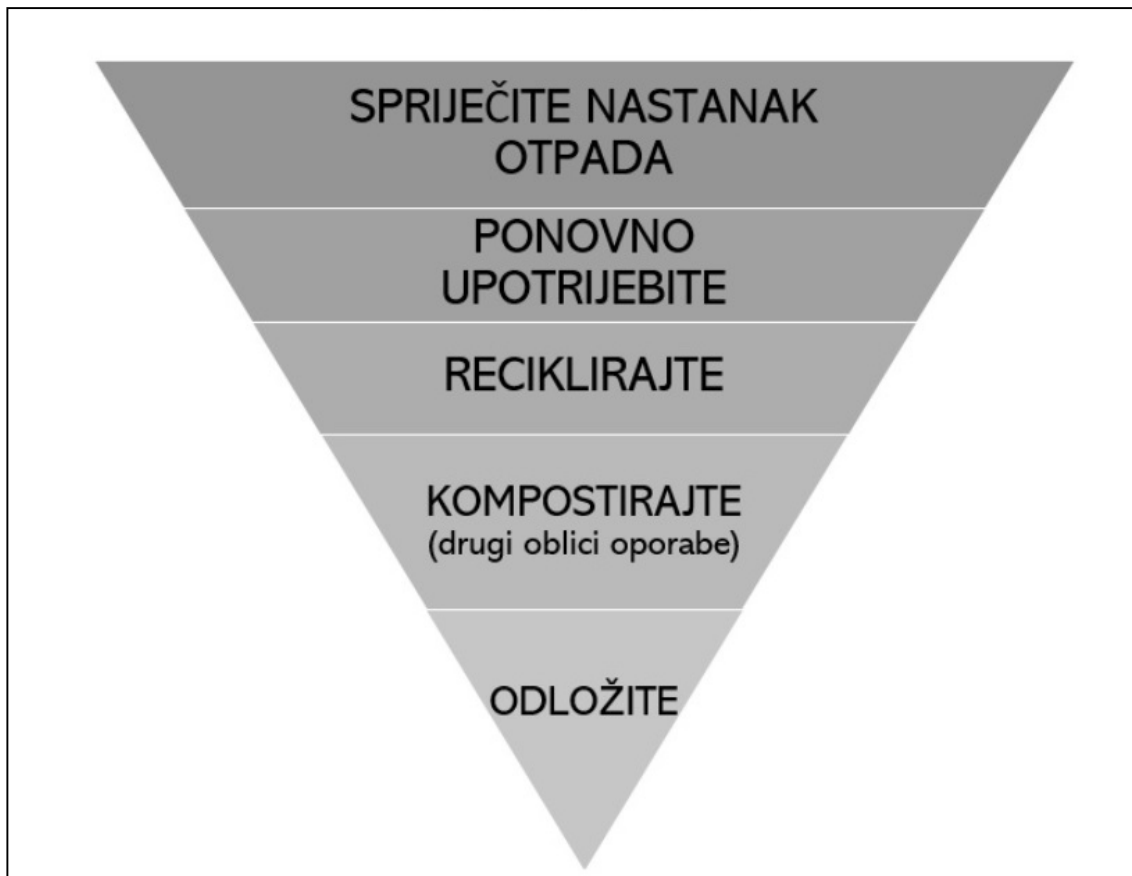 SPRIJEČITE NASTANAK
OTPADA
PONOVNO
UPOTRIJEBITE
RECIKLIRAJTE
KOMPOSTIRAJTE
(drugi oblici oporabe)
ODLOŽITE